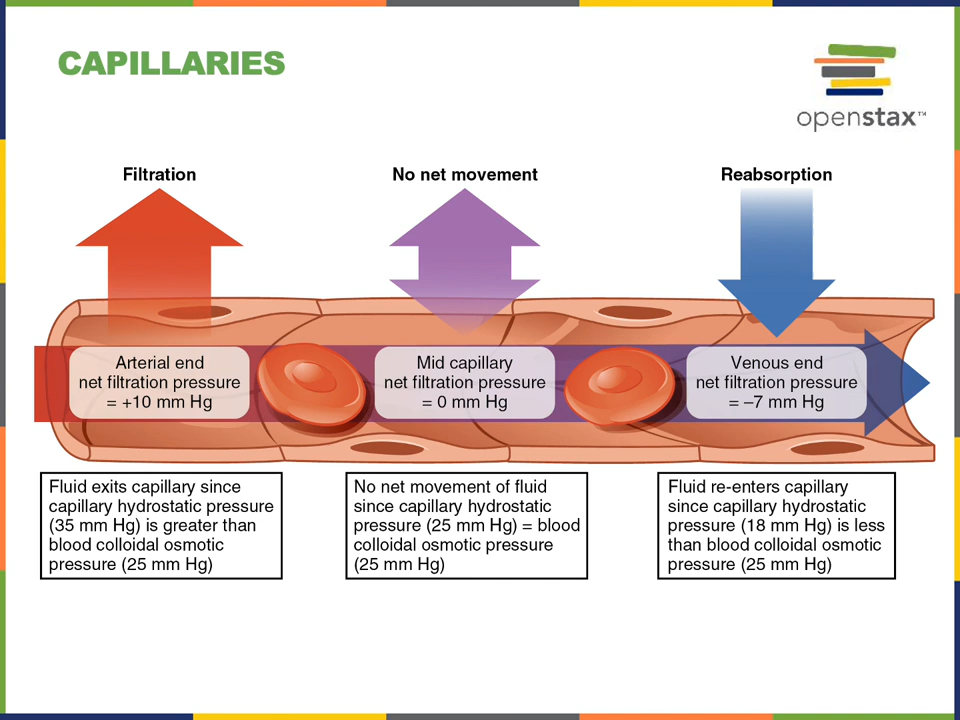 CAPILLARIES
openstax™
Filtration
No net movement
Reabsorption
Arterial end
net filtration pressure
= +10 mm Hg
Mid capillary
net filtration pressure
= 0 mm Hg
Venous end
net filtration pressure
= –7 mm Hg
Fluid exits capillary since
capillary hydrostatic pressure
(35 mm Hg) is greater than
blood colloidal osmotic
pressure (25 mm Hg)
No net movement of fluid
since capillary hydrostatic
pressure (25 mm Hg) = blood
colloidal osmotic pressure
(25 mm Hg)
Fluid re-enters capillary
since capillary hydrostatic
pressure (18 mm Hg) is less
than blood colloidal osmotic
pressure (25 mm Hg)